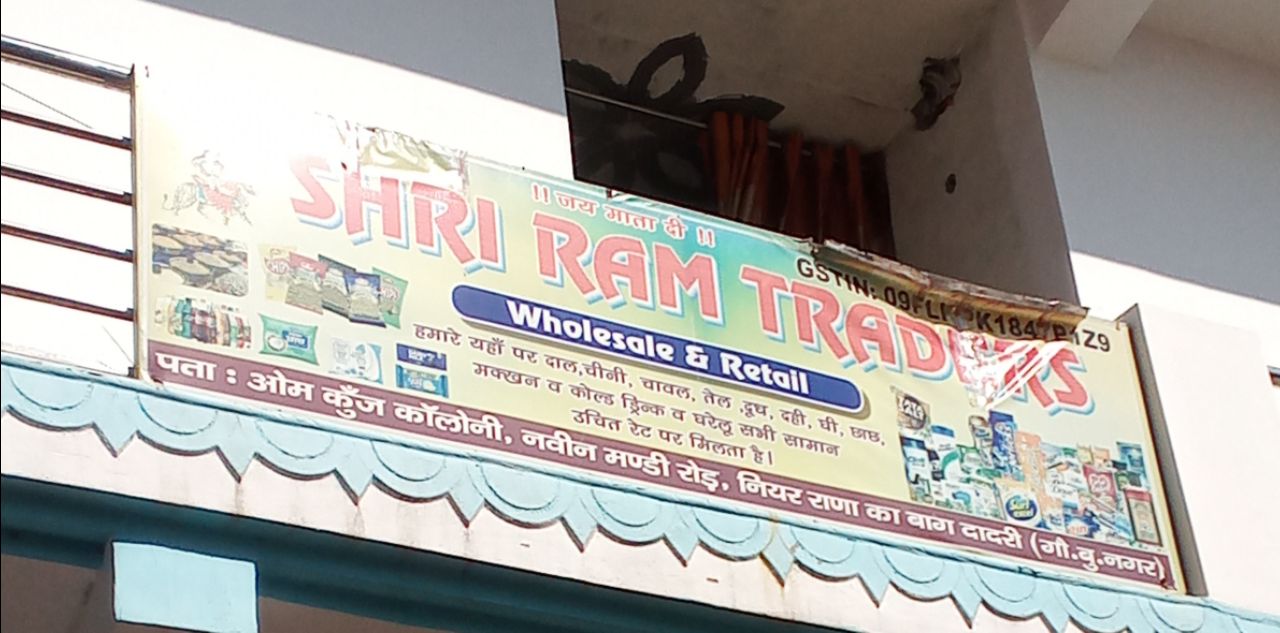 !! जय माता दी !!
SHRI RAM TRADERS
Wholesale & Retail
हमारे यहाँ पर दाल,चीनी, चावल, तेल ,दूध, दही, घी, छाछ,
मक्खन व कोल्ड ड्रिन्क व घरेलू सभी सामान
उचित रेट पर मिलता है।
पता : ओम कुँज कॉलोनी, नवीन मण्डी रोड़, नियर राणा का बाग दादरी (गौ.बु.नगर)
GSTIN: